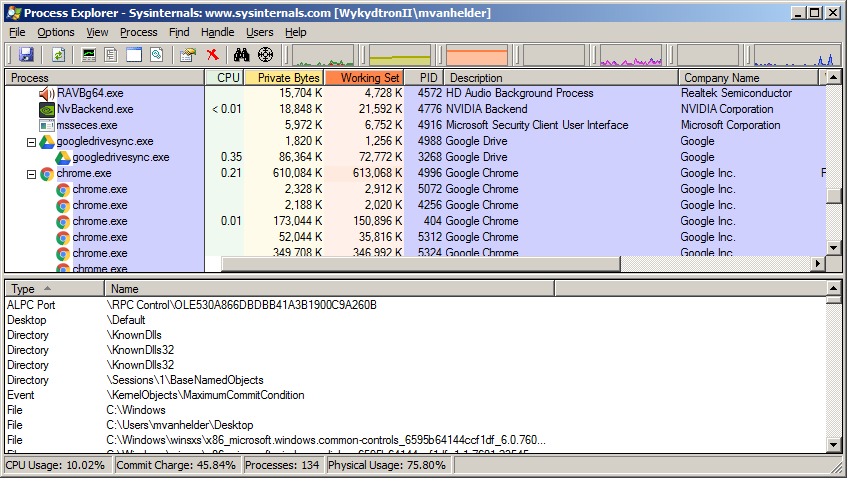 Process Explorer - Sysinternals: www.sysinternals.com [WykydtronII\mvanhelder]
File Options View Process Find Handle Users Help
Process CPU Private Bytes Working Set PID Description Company Name
RAVBg64.exe 15,704 K 4,728 K 4572 HD Audio Background Process Realtek Semiconductor
NvBackend.exe < 0.01 18,848 K 21,592 K 4776 NVIDIA Backend NVIDIA Corporation
msseces.exe 5,972 K 6,752 K 4916 Microsoft Security Client User Interface Microsoft Corporation
googledrivesync.exe 1,820 K 1,256 K 4988 Google Drive Google
googledrivesync.exe 0.35 86,364 K 72,772 K 3268 Google Drive Google
chrome.exe 0.21 610,084 K 613,068 K 4996 Google Chrome Google Inc.
chrome.exe 2,328 K 2,912 K 5072 Google Chrome Google Inc.
chrome.exe 2,188 K 2,020 K 4256 Google Chrome Google Inc.
chrome.exe 0.01 173,044 K 150,896 K 404 Google Chrome Google Inc.
chrome.exe 52,044 K 35,816 K 5312 Google Chrome Google Inc.
chrome.exe 349,708 K 346,992 K 5324 Google Chrome Google Inc.
chrome.exe
Type Name
ALPC Port \RPC Control\OLE530A866DBDBB41A3B1900C9A260B
Desktop \Default
Directory \KnownDlls
Directory \KnownDlls32
Directory \KnownDlls32
Directory \Sessions\1\BaseNamedObjects
Event \KernelObjects\MaximumCommitCondition
File C:\Windows
File C:\Users\mvanhelder\Desktop
File C:\Windows\winsxs\x86_microsoft.windows.common-controls_6595b64144ccf1df_6.0.760...
CPU Usage: 10.02% Commit Charge: 45.84% Processes: 134 Physical Usage: 75.80%